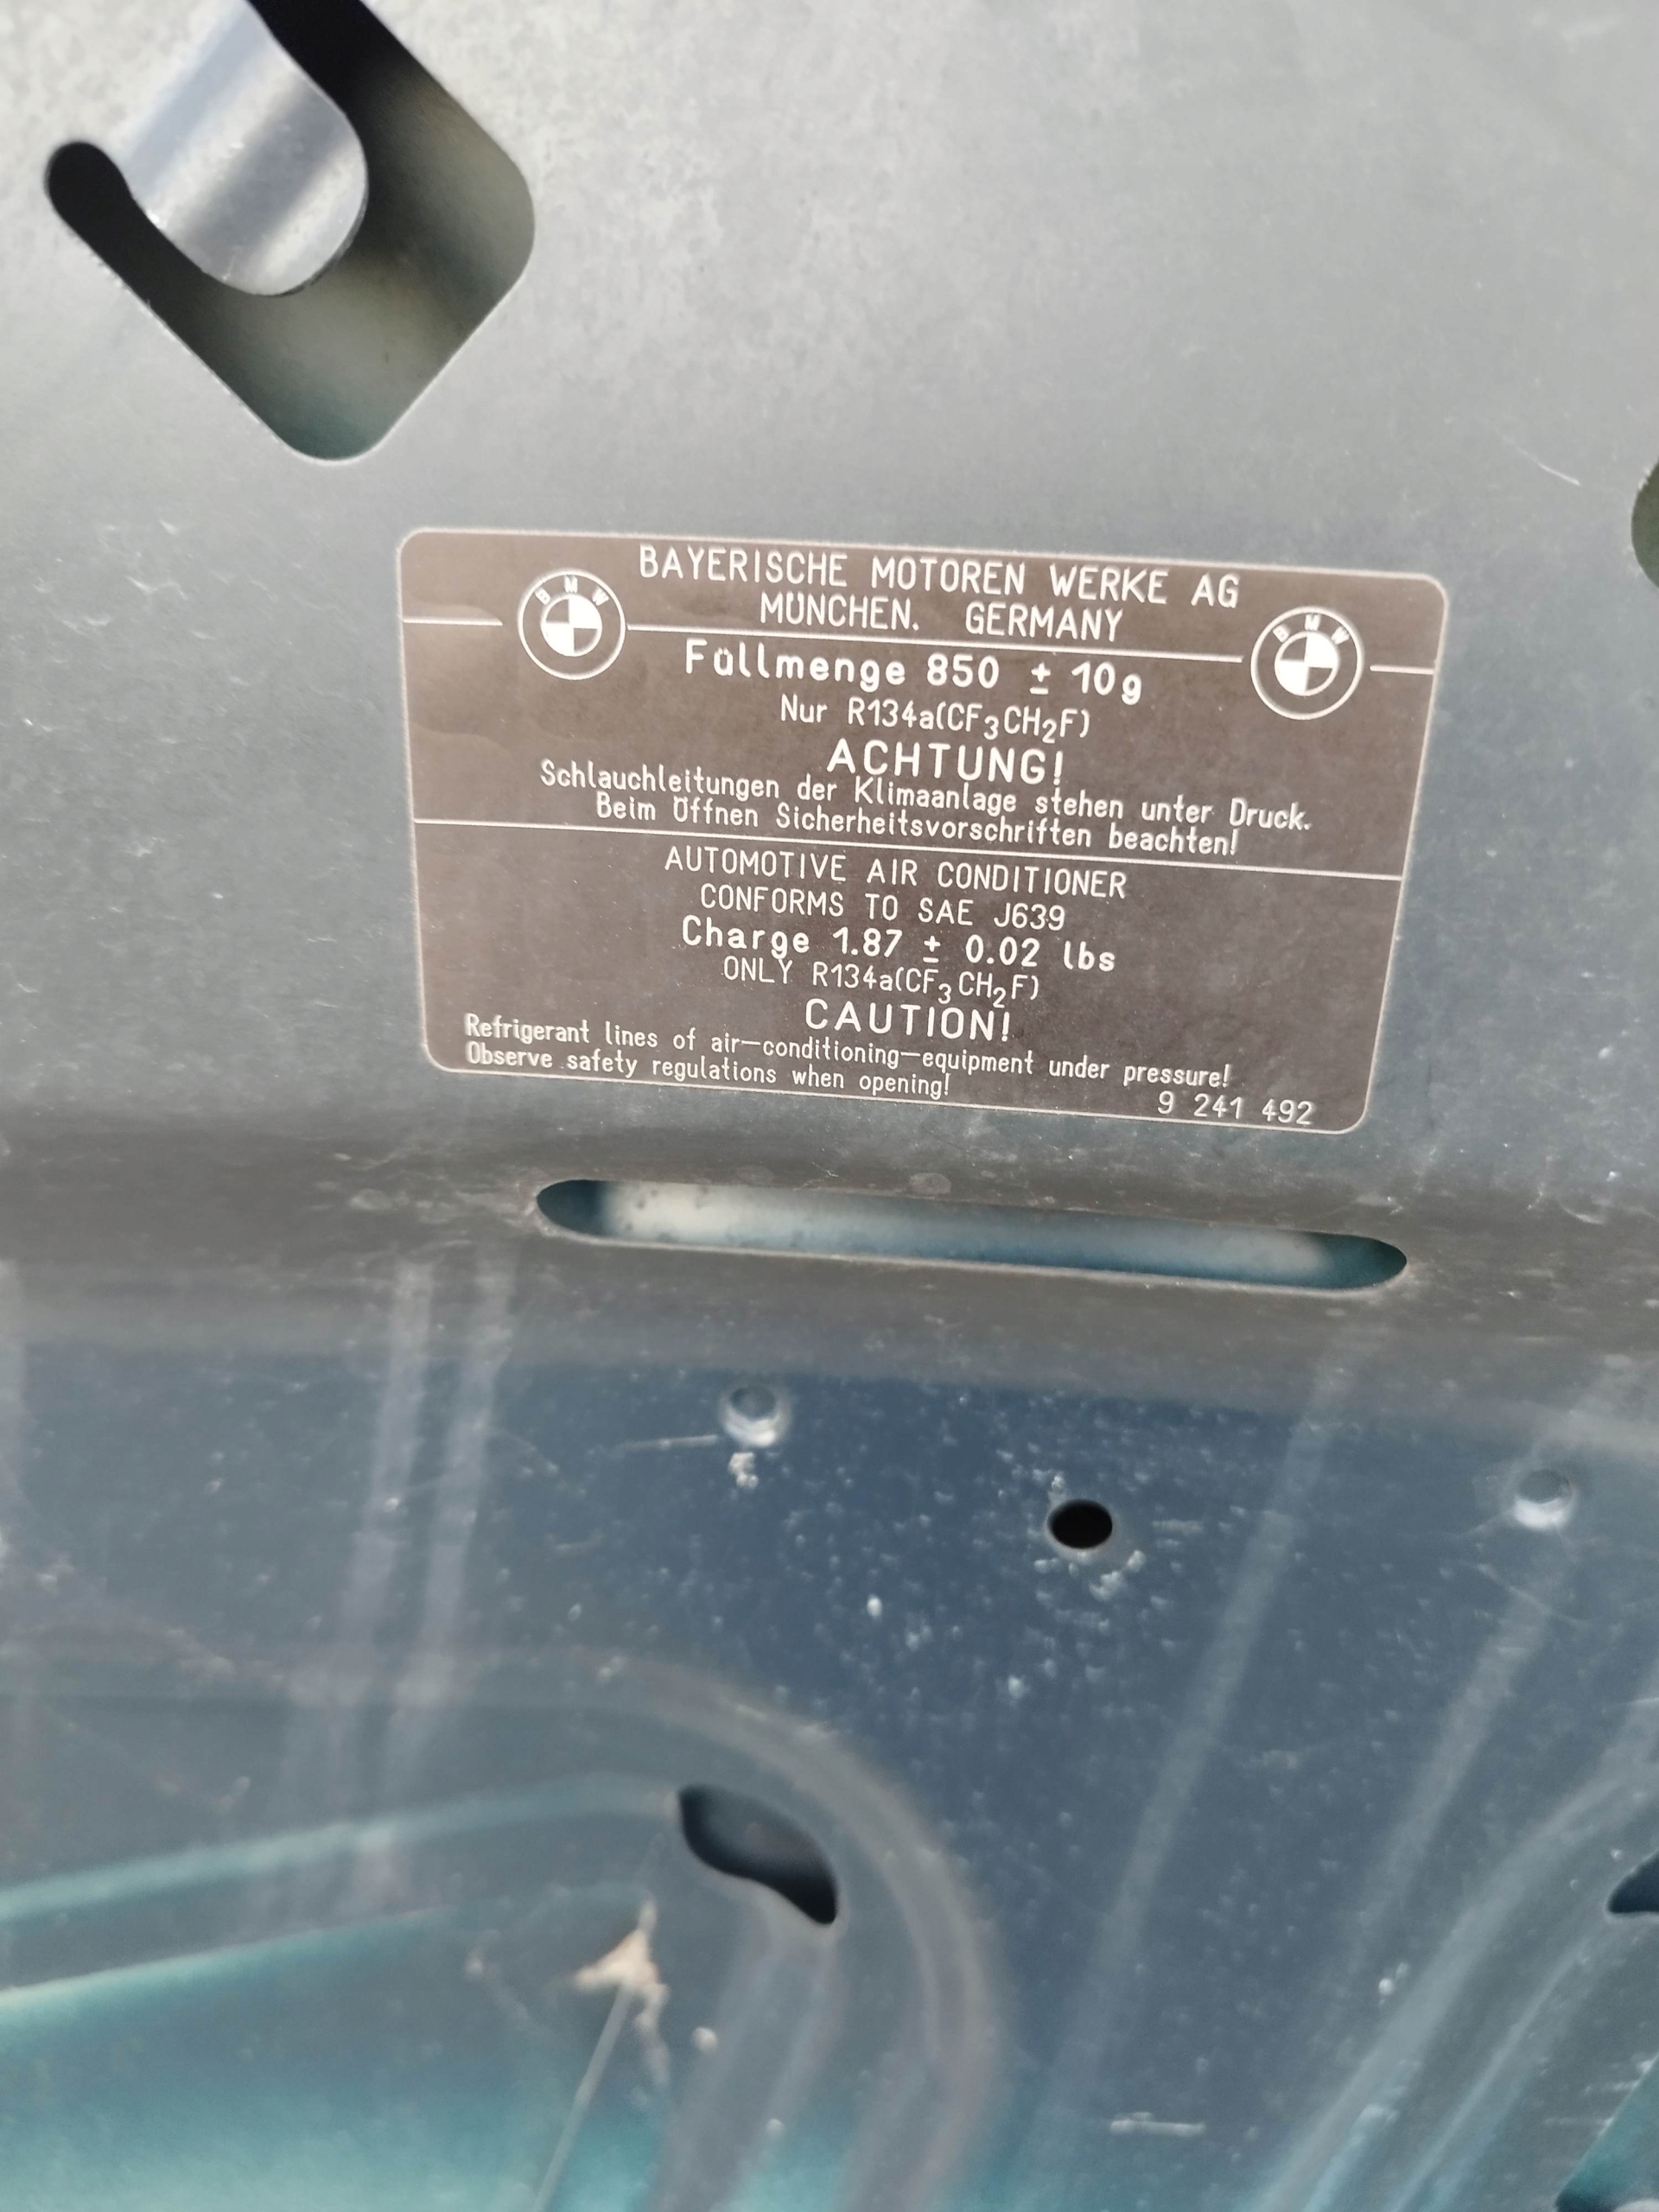 BAYERISCHE MOTOREN WERKE AG
MÜNCHEN. GERMANY
BMW
BMW
Füllmenge 850 ± 10g
Nur R134a(CF3CH2F)
ACHTUNG!
Schlauchleitungen der Klimaanlage stehen unter Druck.
Beim Öffnen Sicherheitsvorschriften beachten!
AUTOMOTIVE AIR CONDITIONER
CONFORMS TO SAE J639
Charge 1.87 ± 0.02 lbs
ONLY R134a(CF3CH2F)
CAUTION!
Refrigerant lines of air-conditioning-equipment under pressure!
Observe safety regulations when opening!
9 241 492